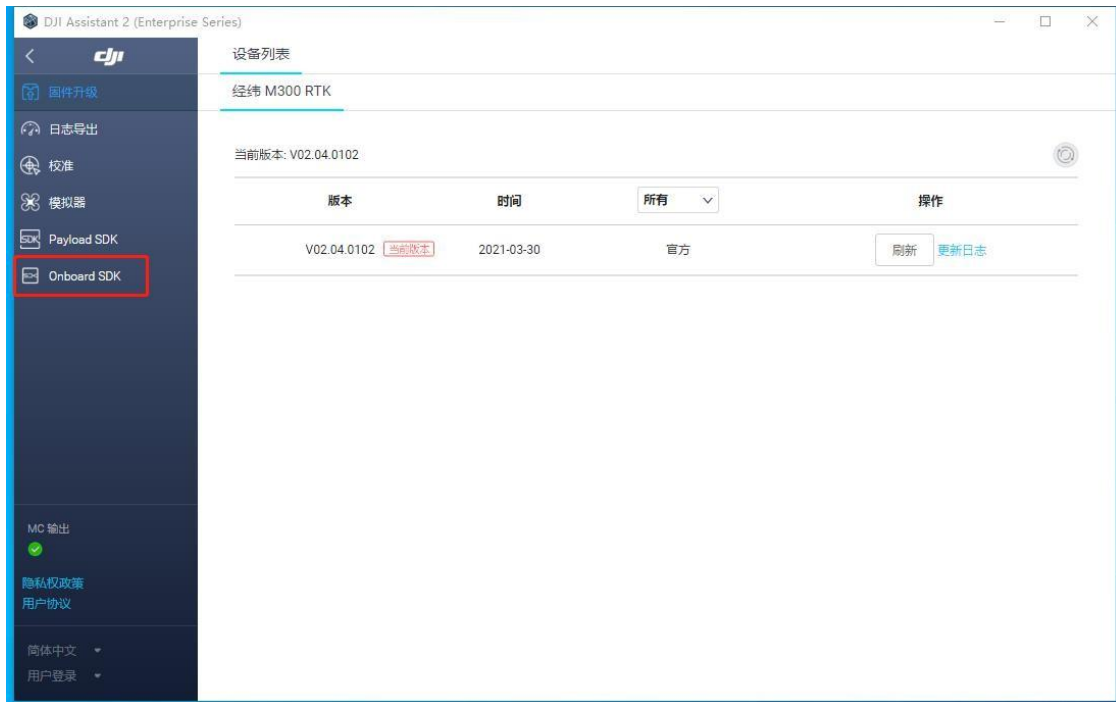 DJI Assistant 2 (Enterprise Series)
dji
设备列表
固件升级
经纬 M300 RTK
日志导出
当前版本: V02.04.0102
校准
模拟器
版本 时间 所有 操作
SDK Payload SDK
V02.04.0102 当前版本 2021-03-30 官方 刷新 更新日志
Onboard SDK
MC 输出
隐私权政策
用户协议
简体中文
用户登录